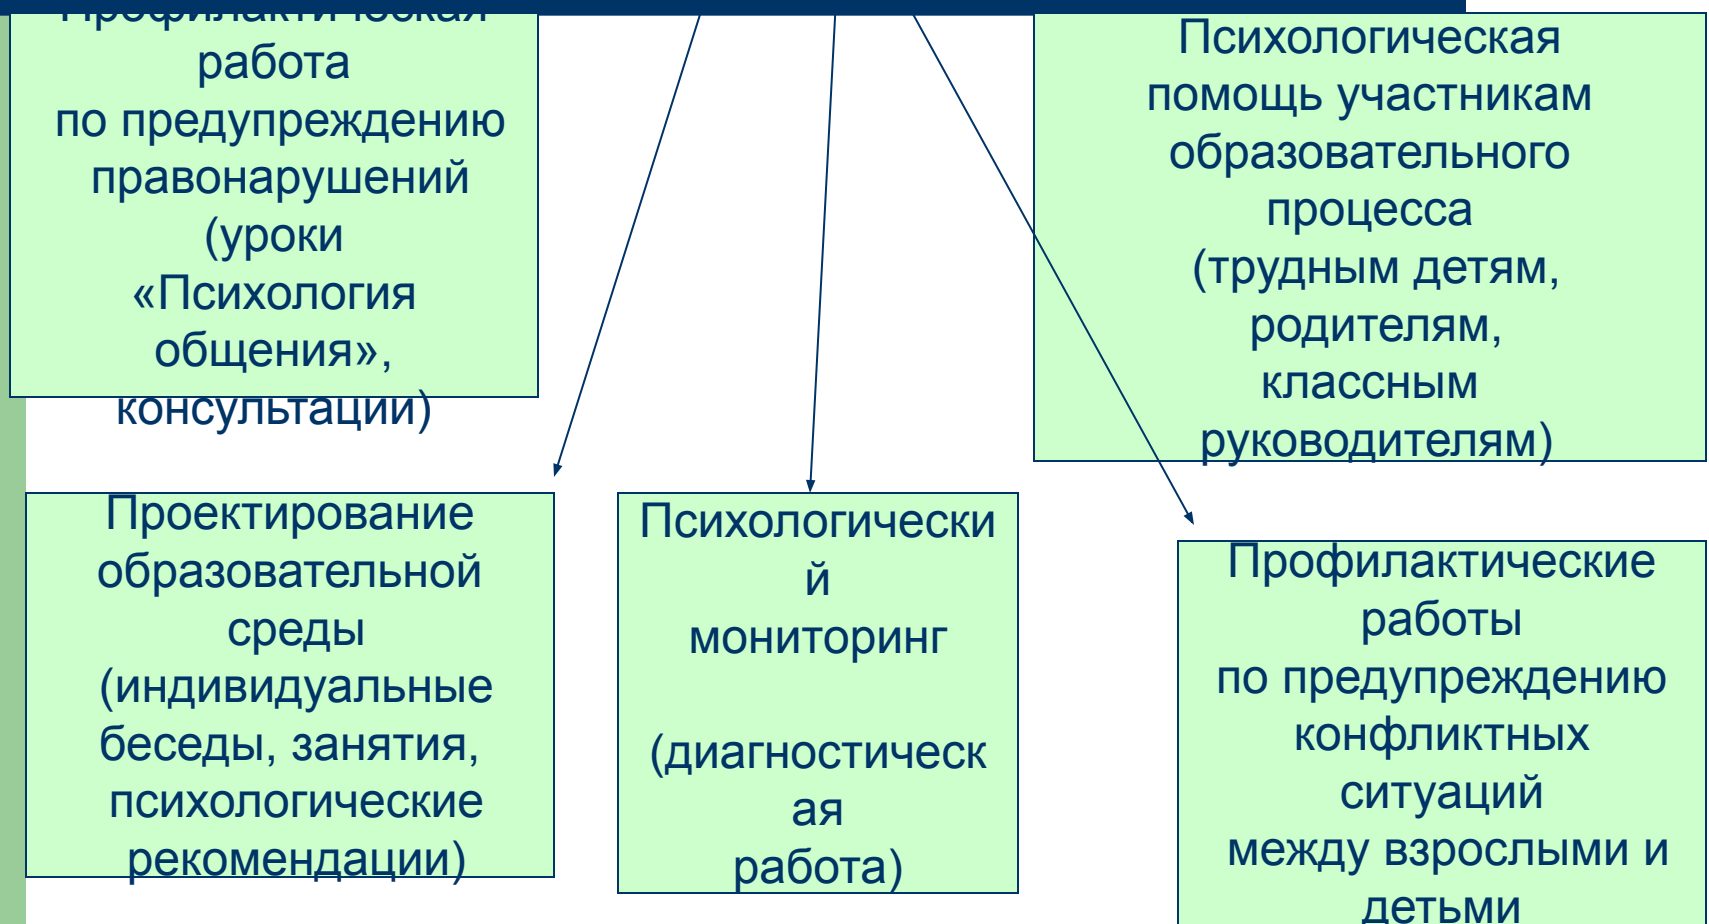 Профилактическая
работа
по предупреждению
правонарушений
(уроки
«Психология
общения»,
консультации)
Психологическая
помощь участникам
образовательного
процесса
(трудным детям,
родителям,
классным
руководителям)
Проектирование
образовательной
среды
(индивидуальные
беседы, занятия,
психологические
рекомендации)
Психологически
й
мониторинг
(диагностическ
ая
работа)
Профилактические
работы
по предупреждению
конфликтных
ситуаций
между взрослыми и
детьми